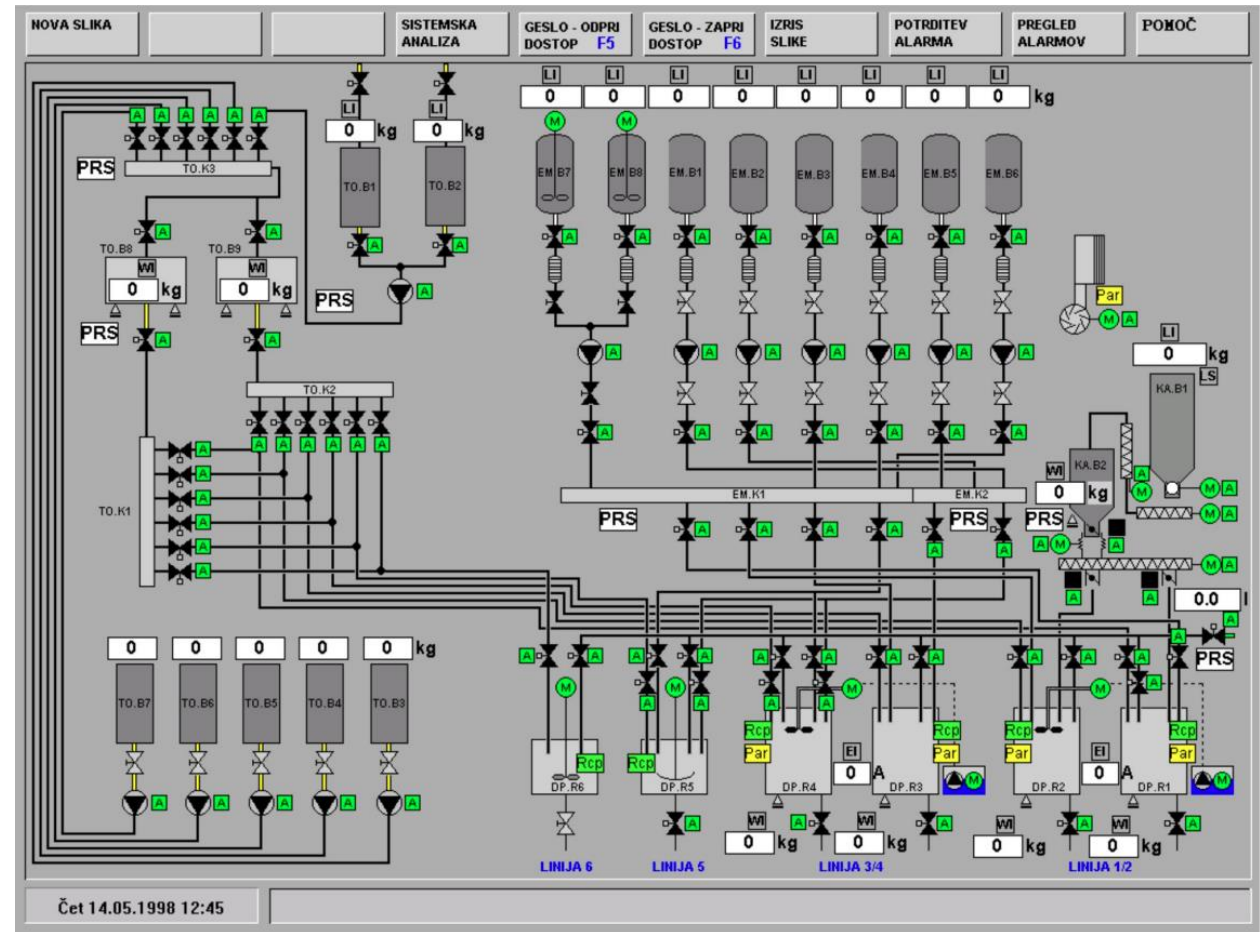 NOVA SLIKA
SISTEMSKA
ANALIZA
GESLO - ODPRI
DOSTOP F5
GESLO - ZAPRI
DOSTOP F6
IZRIS
SLIKE
POTRDITEV
ALARMA
PREGLED
ALARMOV
POMOČ
LI LI LI LI LI LI LI LI
0 0 0 0 0 0 0 0 kg
LI LI
0 kg 0 kg
A A A A A A
M M
PRS TO.K3
TO.B1 TO.B2
EM.B7 EM.B8 EM.B1 EM.B2 EM.B3 EM.B4 EM.B5 EM.B6
A A A A
A A A A A A A A
TO.B8 TO.B9
WI WI
0 kg 0 kg
PRS A
Par
M A
LI
0 kg
LS
PRS
A A
A A A A A A A
KA.B1
TO.K2
A A A A A A
A A A A A A A
KA.B2
WI
0 kg
A
M
M A
M A
TO.K1
A
A
A
A
A
A
EM.K1 EM.K2
PRS PRS PRS
A A A A A A
A M A
M A
A A
0.0 l
A
A
PRS
0 0 0 0 0 kg
TO.B7 TO.B6 TO.B5 TO.B4 TO.B3
A A A A A
A A A A A A A A A A A A
M M M M
A A A A A
Rcp Rcp Rcp Rcp Rcp Rcp
Par Par Par Par
EI EI
0 A 0 A
M M
DP.R6 DP.R5 DP.R4 DP.R3 DP.R2 DP.R1
A A A A A
WI WI WI WI
0 kg 0 kg 0 kg 0 kg
LINIJA 6 LINIJA 5 LINIJA 3/4 LINIJA 1/2
Čet 14.05.1998 12:45